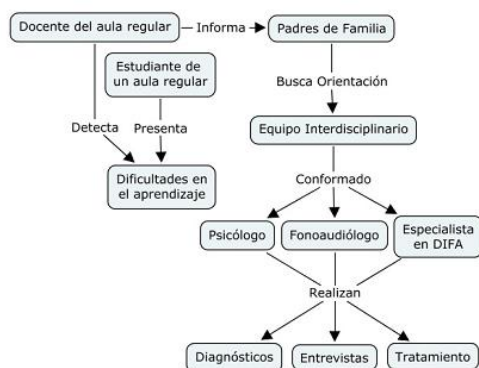 Docente del aula regular
Informa
Padres de Familia
Estudiante de
un aula regular
Busca Orientación
Detecta
Presenta
Equipo Interdisciplinario
Dificultades en
el aprendizaje
Conformado
Psicólogo
Fonoaudiólogo
Especialista
en DIFA
Realizan
Diagnósticos
Entrevistas
Tratamiento